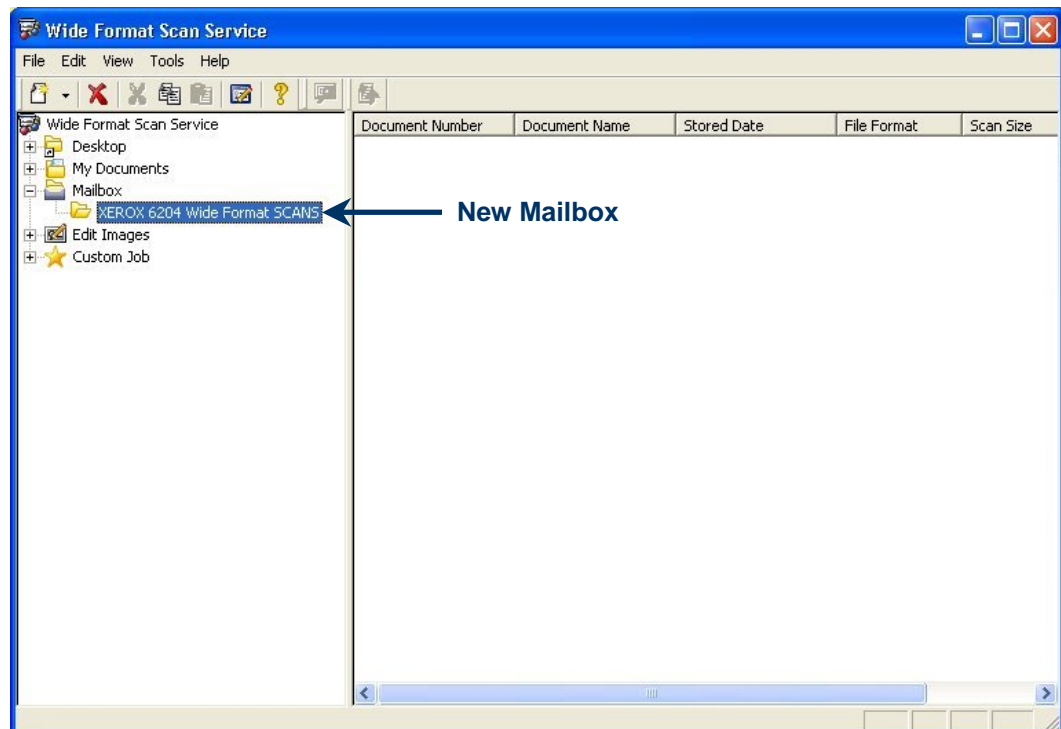 Wide Format Scan Service
File Edit View Tools Help
Wide Format Scan Service
Document Number Document Name Stored Date File Format Scan Size
Desktop
My Documents
Mailbox
XEROX 6204 Wide Format SCANS
New Mailbox
Edit Images
Custom Job